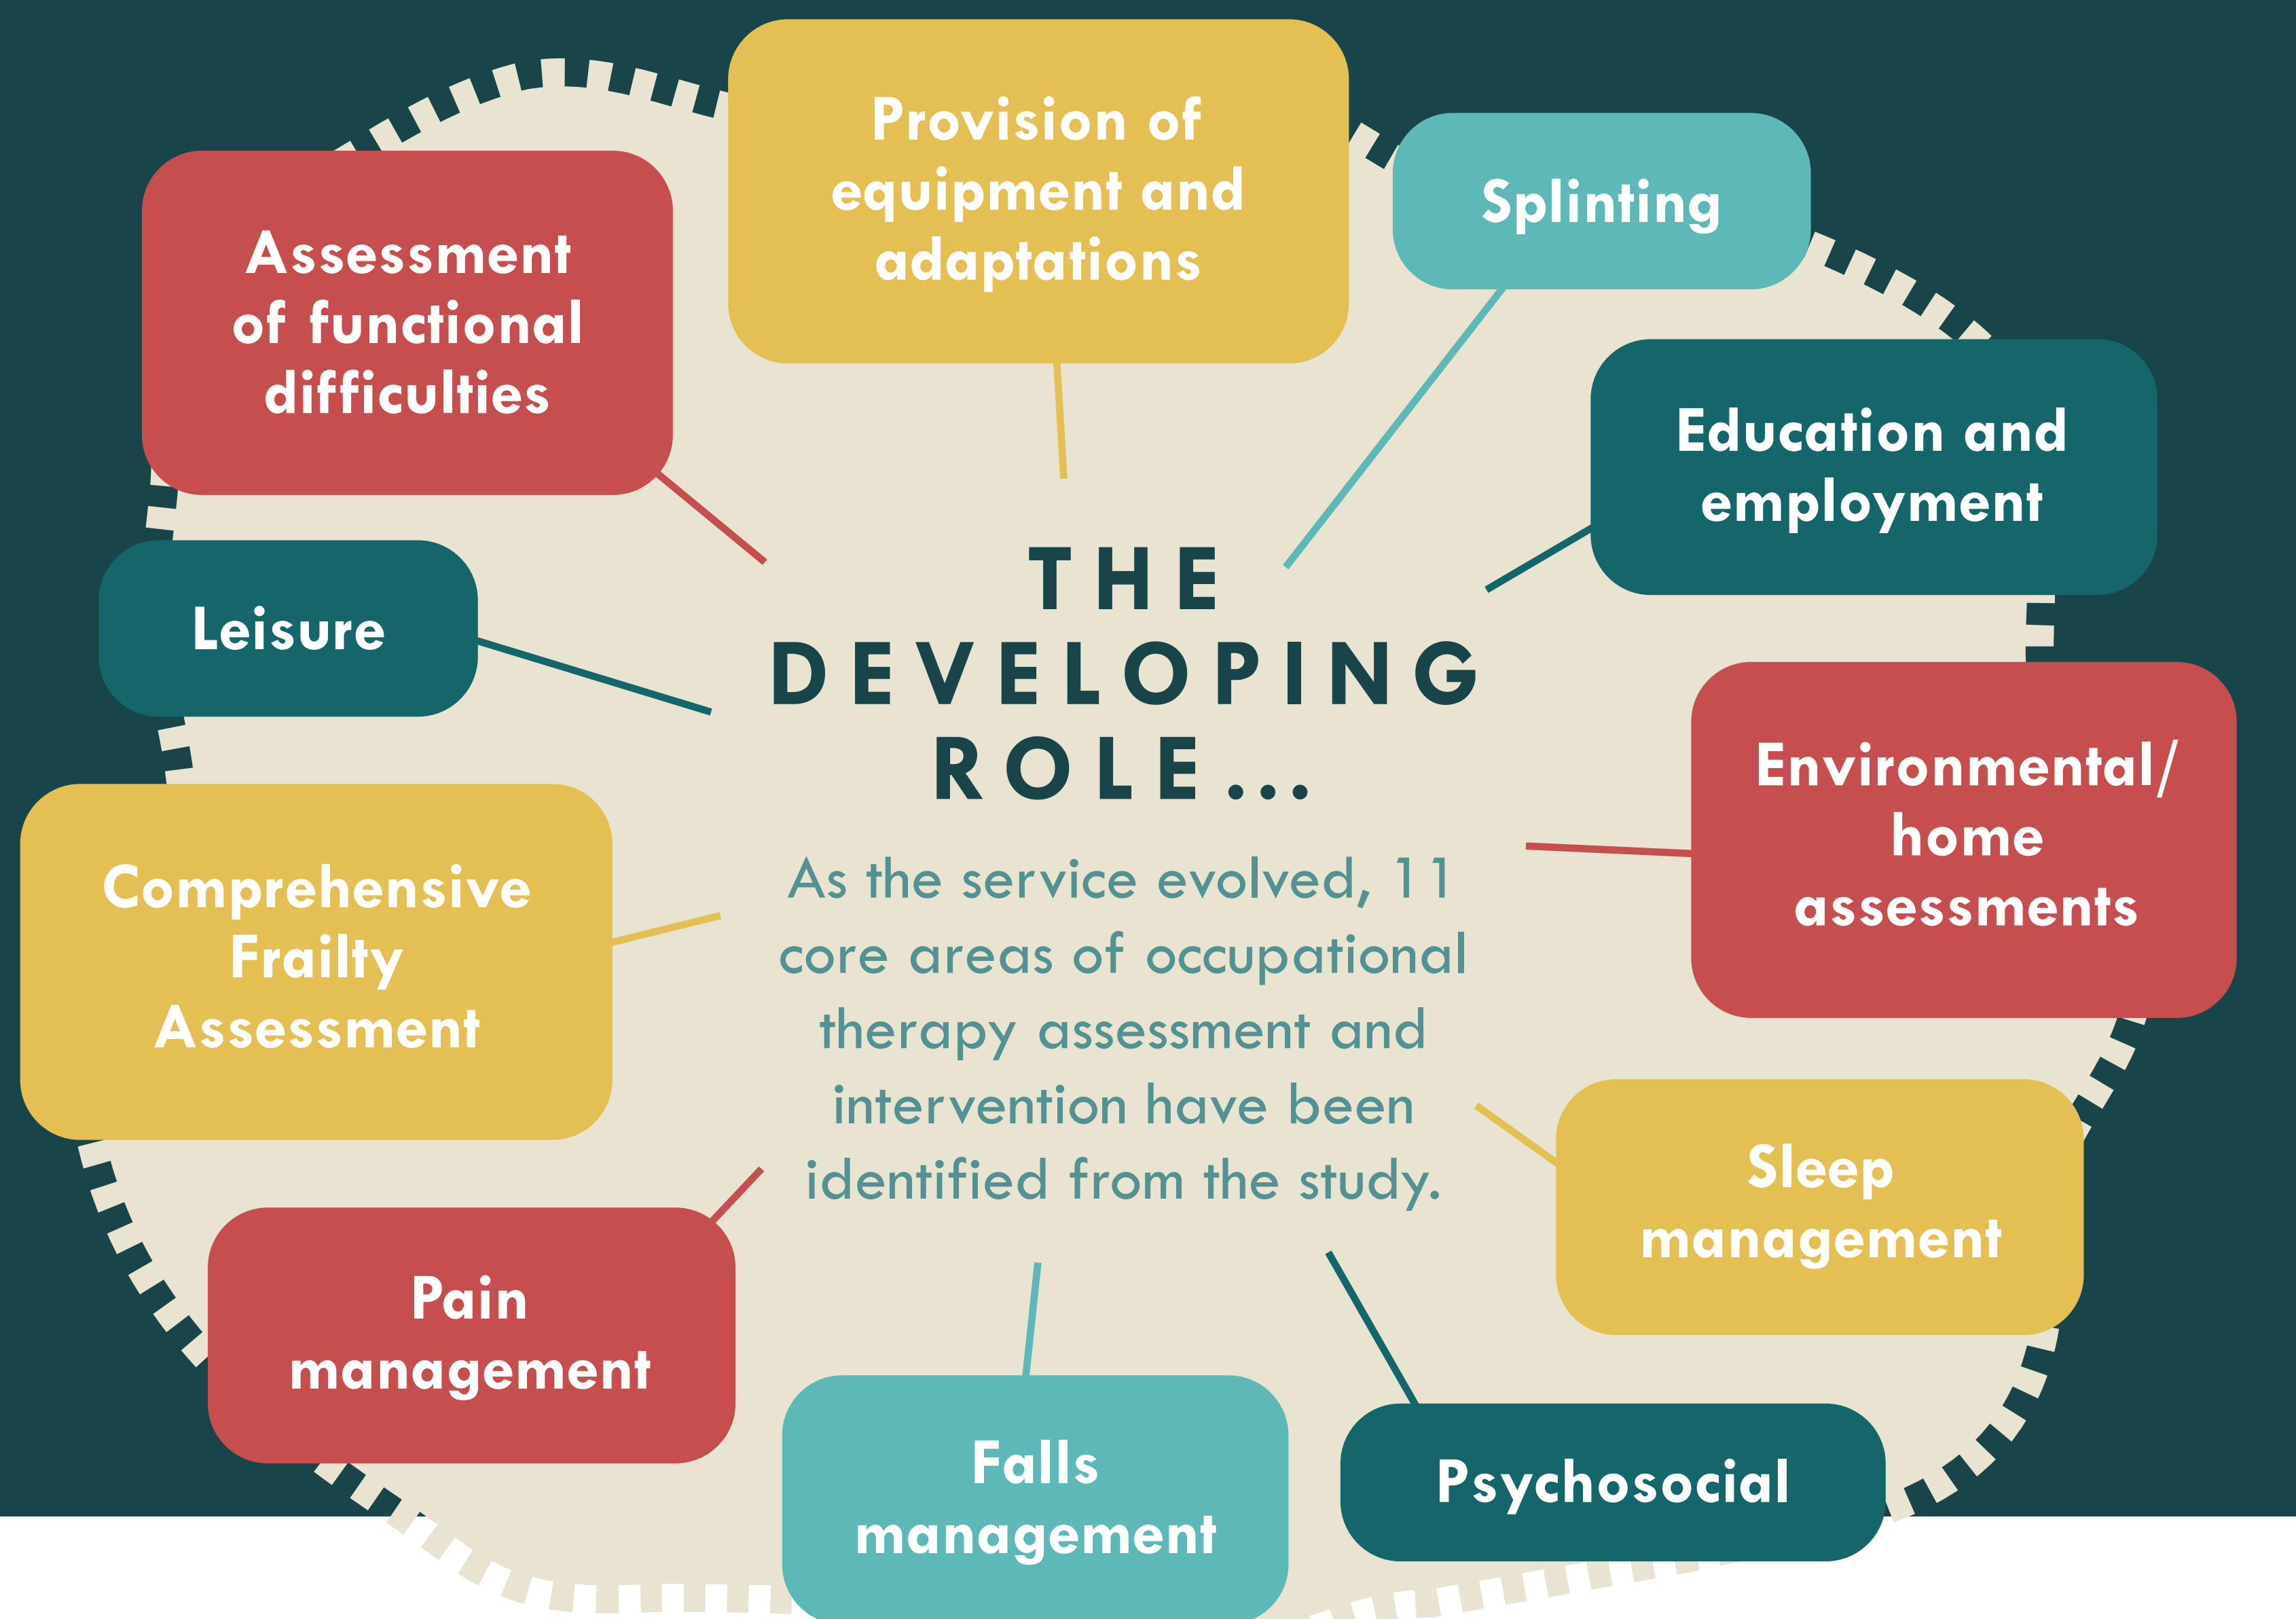 Provision of
equipment and
adaptations
Splinting
Assessment
of functional
difficulties
Education and
employment
Leisure
THE
DEVELOPING
ROLE...
Environmental/
home
assessments
Comprehensive
Frailty
Assessment
As the service evolved, 11
core areas of occupational
therapy assessment and
intervention have been
identified from the study.
Sleep
management
Pain
management
Falls
management
Psychosocial